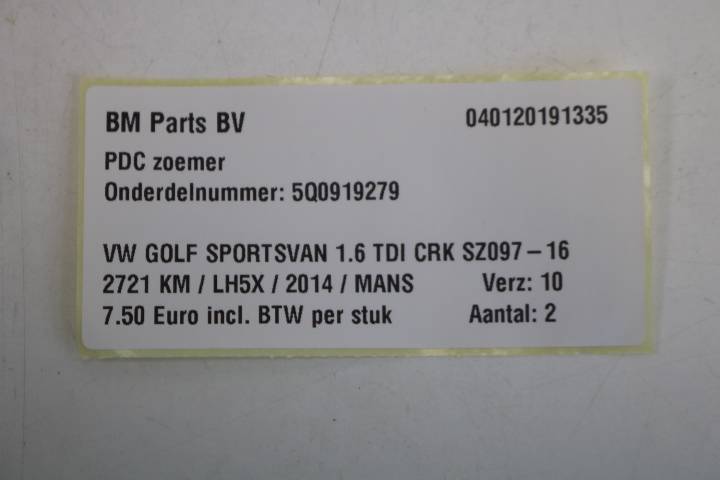 BM Parts BV 040120191335
PDC zoemer
Onderdelnummer: 5Q0919279
VW GOLF SPORTSVAN 1.6 TDI CRK SZ097-16
2721 KM / LH5X / 2014 / MANS Verz: 10
7.50 Euro incl. BTW per stuk Aantal: 2